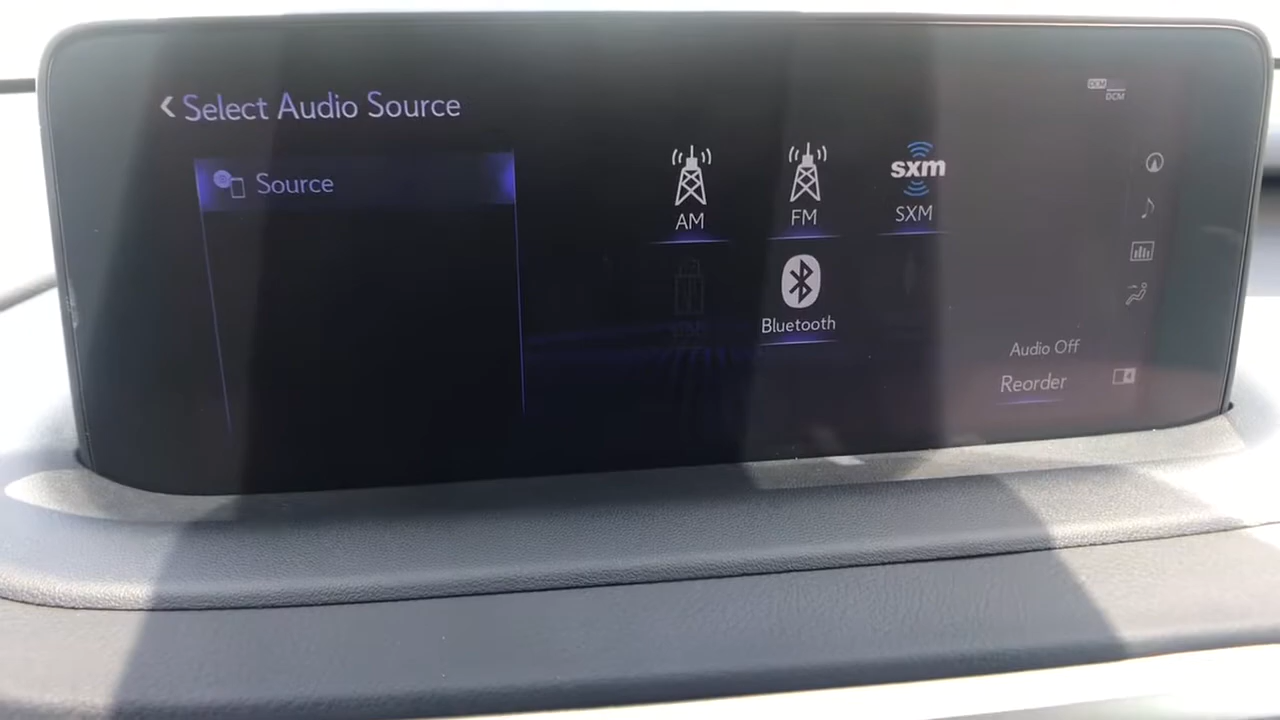 Select Audio Source
Source
AM
FM
sxm
SXM
Bluetooth
DCM
DCM
Audio Off
Reorder